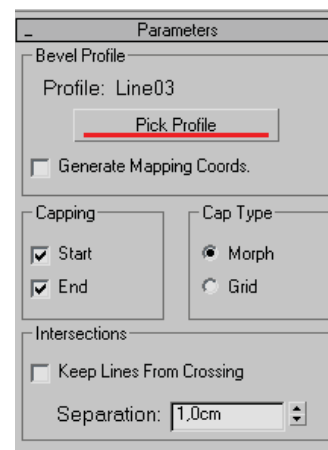 - Parameters
Bevel Profile
Profile: Line03
Pick Profile
Generate Mapping Coords.
Capping
Start
End
Cap Type
Morph
Grid
Intersections
Keep Lines From Crossing
Separation: 1,0cm